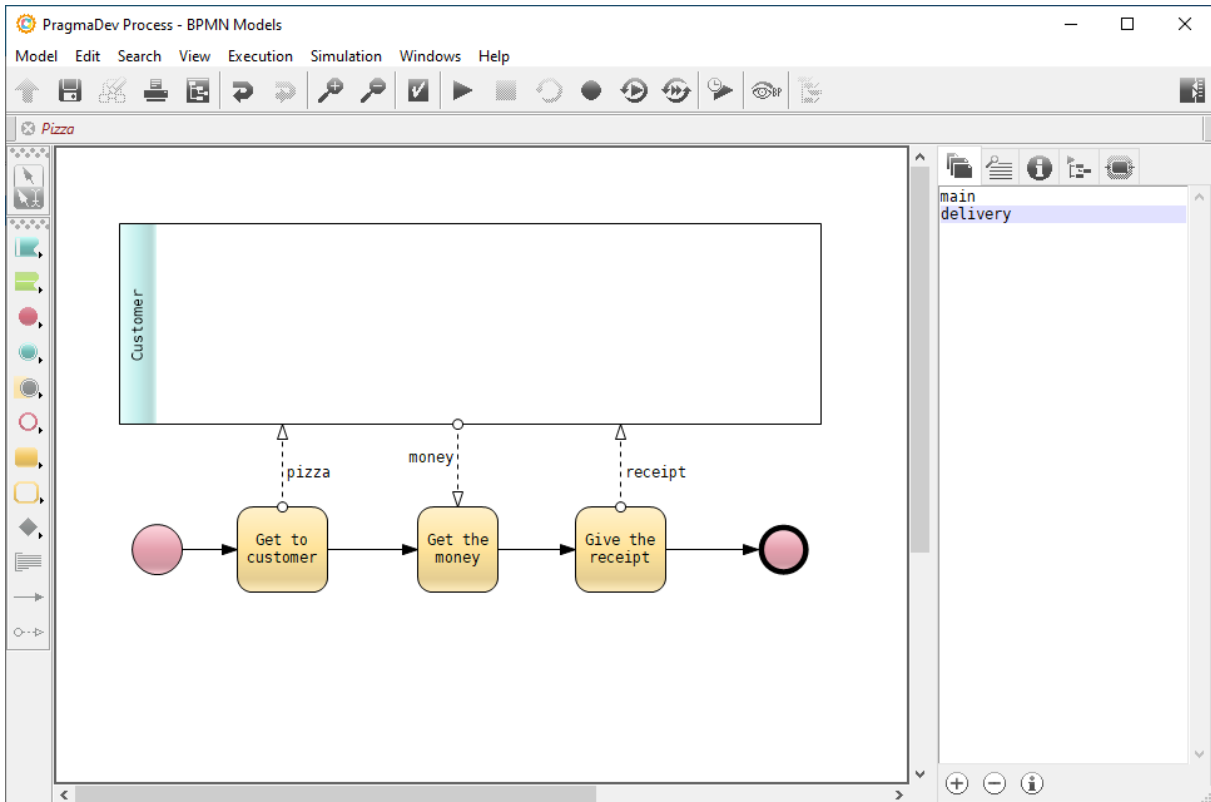 PragmaDev Process - BPMN Models
Model Edit Search View Execution Simulation Windows Help
Pizza
main
delivery
Customer
pizza
money
receipt
Get to
customer
Get the
money
Give the
receipt